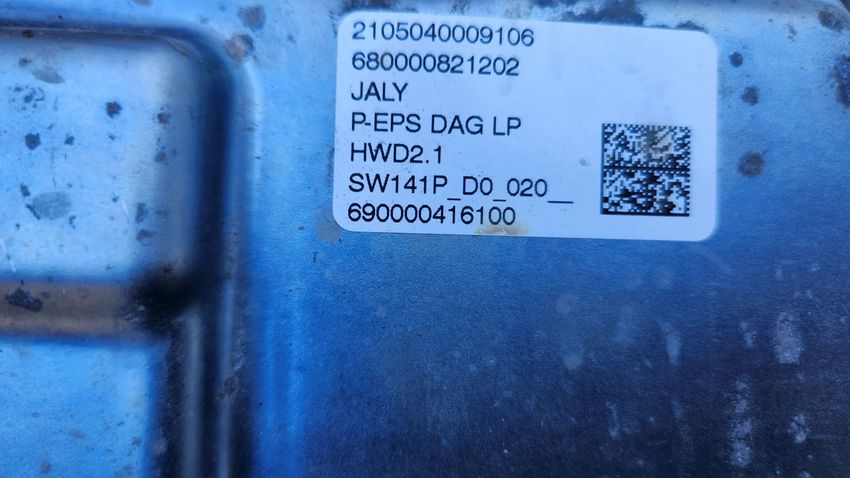 2105040009106
680000821202
JALY
P-EPS DAG LP
HWD2.1
SW141P_D0_020__
690000416100